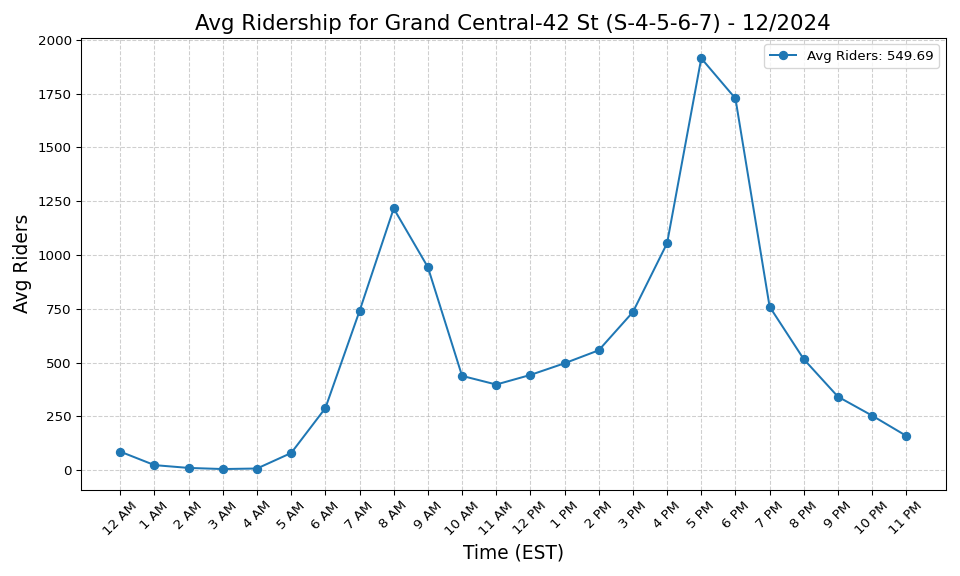 Avg Ridership for Grand Central-42 St (S-4-5-6-7) - 12/2024
Avg Riders: 549.69
Avg Riders
2000
1750
1500
1250
1000
750
500
250
0
12 AM
1 AM
2 AM
3 AM
4 AM
5 AM
6 AM
7 AM
8 AM
9 AM
10 AM
11 AM
12 PM
1 PM
2 PM
3 PM
4 PM
5 PM
6 PM
7 PM
8 PM
9 PM
10 PM
11 PM
Time (EST)